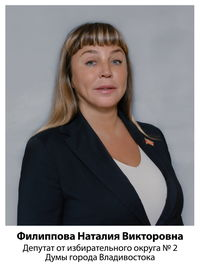 Филиппова Наталия Викторовна
Депутат от избирательного округа № 2
Думы города Владивостока